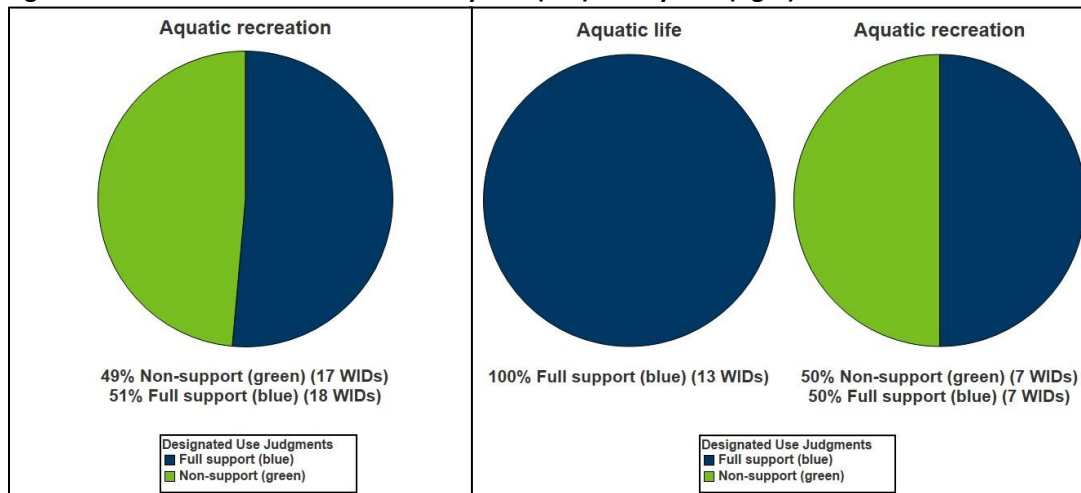 Aquatic recreation
49% Non-support (green) (17 WIDs)
51% Full support (blue) (18 WIDs)
Designated Use Judgments
Full support (blue)
Non-support (green)
Aquatic life
100% Full support (blue) (13 WIDs)
Aquatic recreation
50% Non-support (green) (7 WIDs)
50% Full support (blue) (7 WIDs)
Designated Use Judgments
Full support (blue)
Non-support (green)